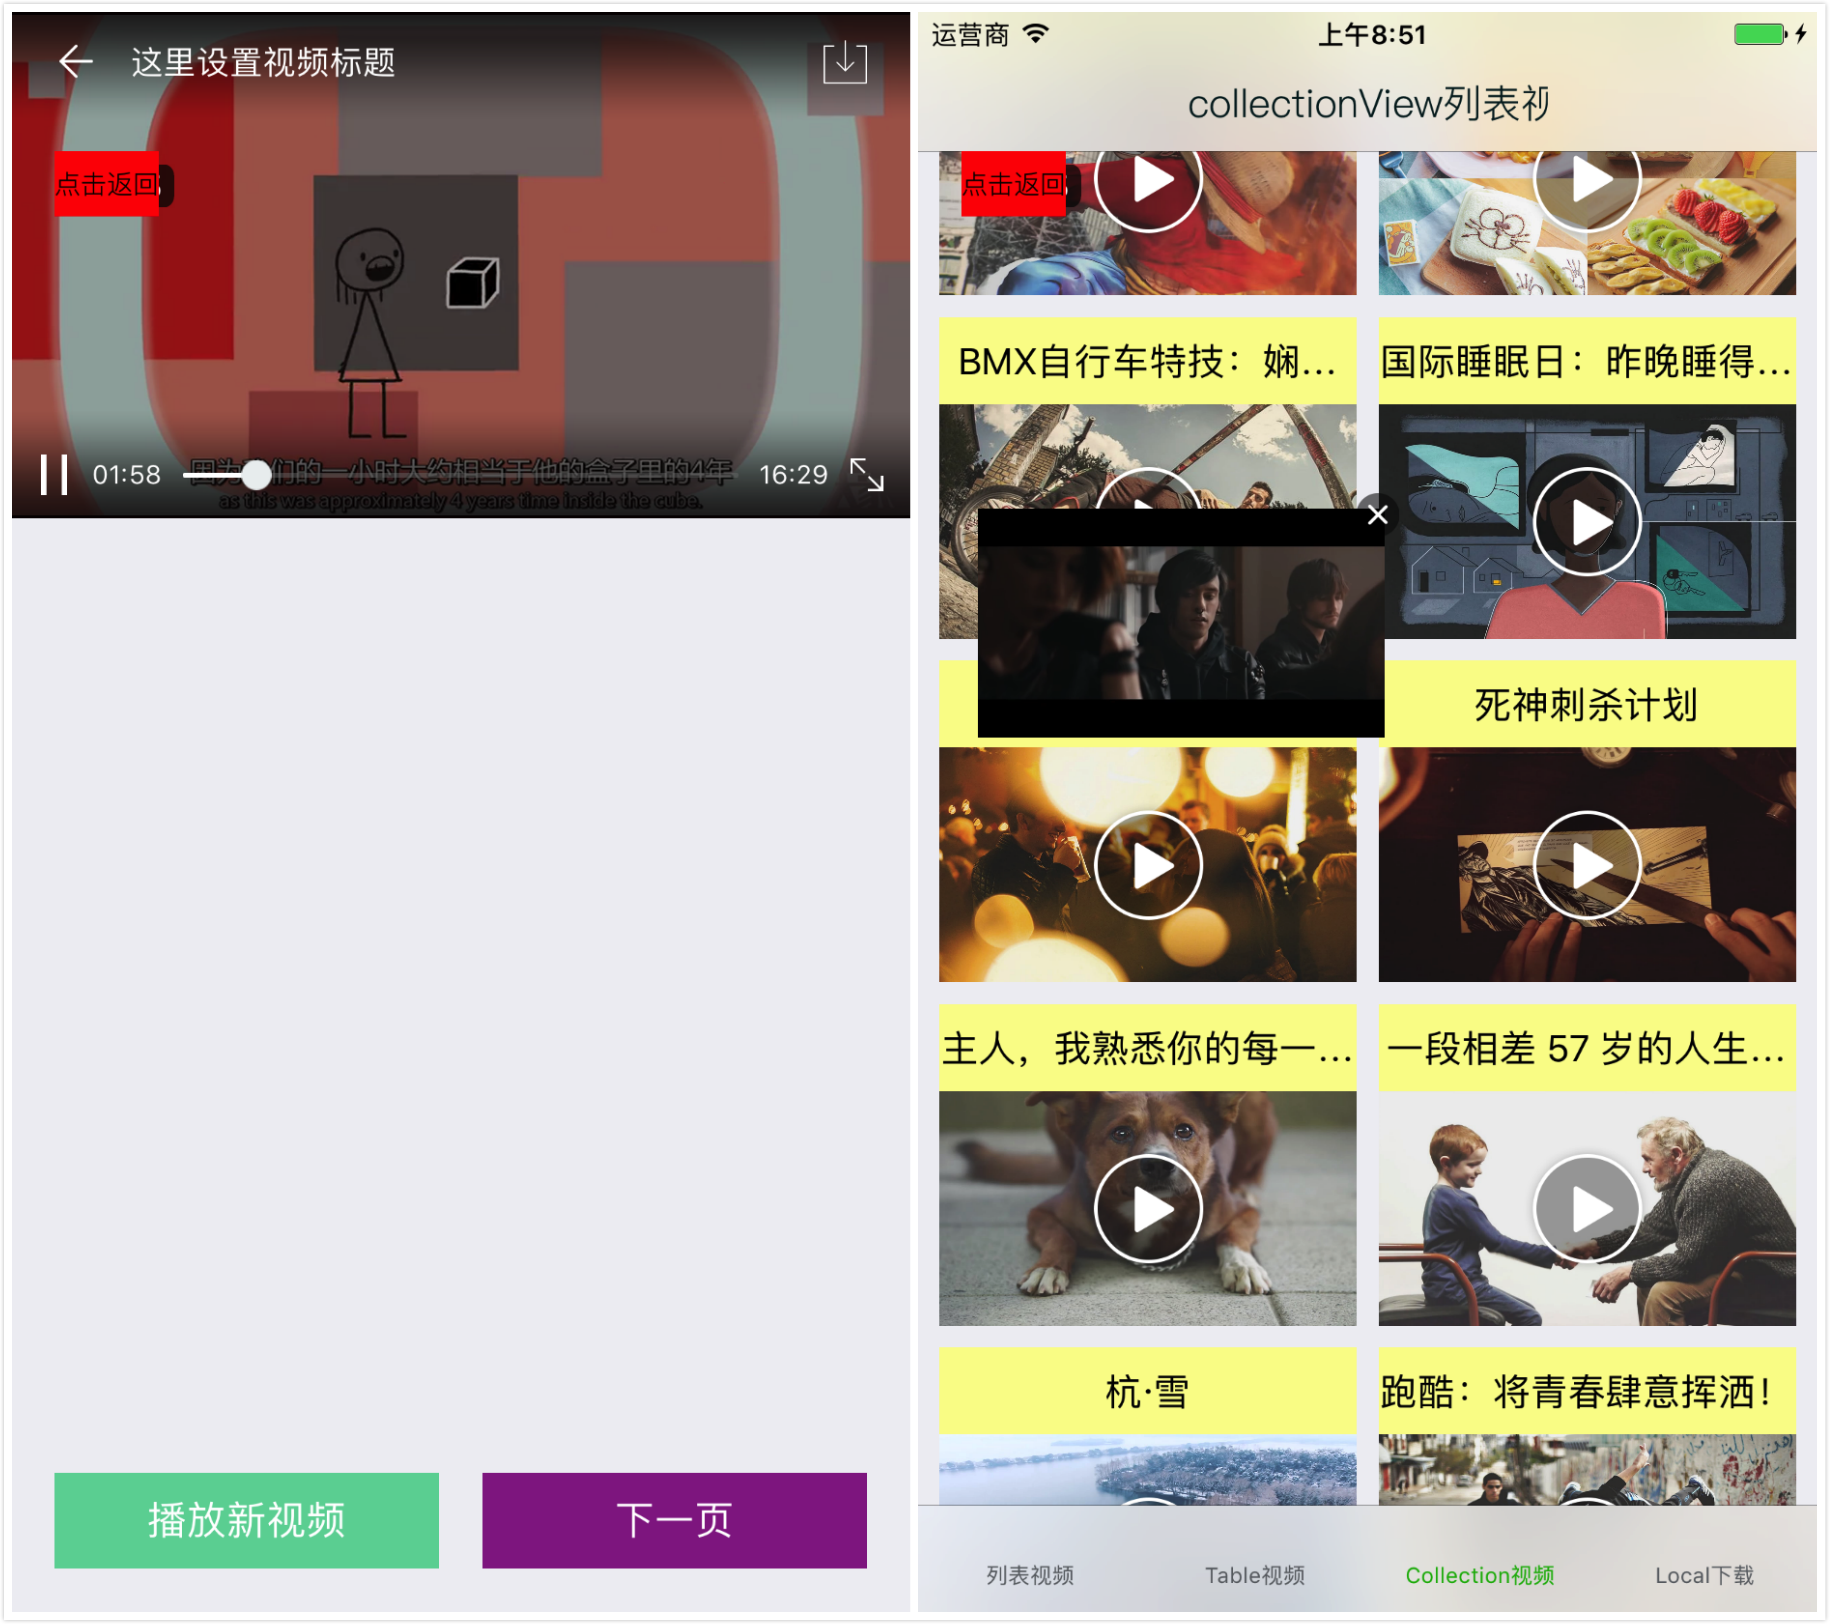 这里设置视频标题
点击返回
01:58
因为我们的一小时大约相当于他的盒子里的4年
16:29
as this was approximately 4 years time inside the cube.
播放新视频
下一页
运营商
上午8:51
collectionView列表视
点击返回
BMX自行车特技：娴...
国际睡眠日：昨晚睡得...
死神刺杀计划
主人，我熟悉你的每一...
一段相差 57 岁的人生...
杭·雪
跑酷：将青春肆意挥洒！
列表视频
Table视频
Collection视频
Local下载